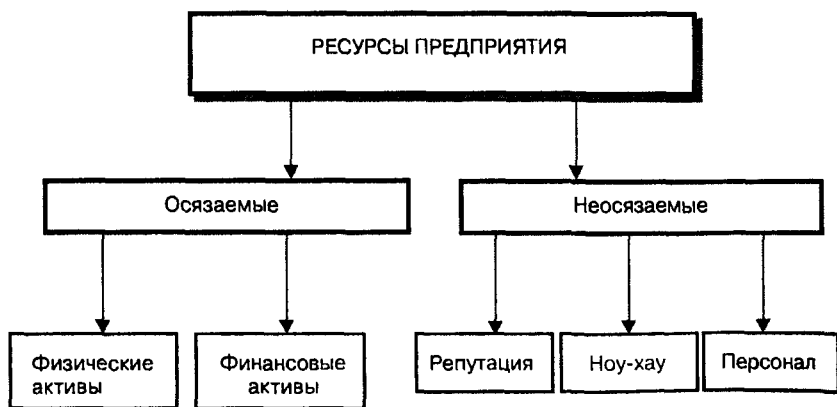 РЕСУРСЫ ПРЕДПРИЯТИЯ
Осязаемые
Неосязаемые
Физические
активы
Финансовые
активы
Репутация
Ноу-хау
Персонал